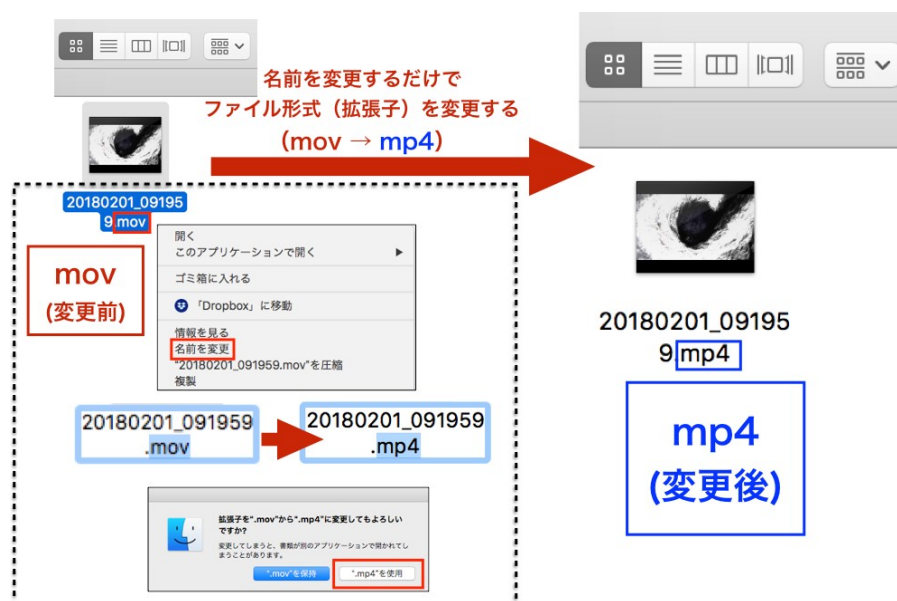 名前を変更するだけで
ファイル形式（拡張子）を変更する
（mov → mp4）
20180201_09195
9.mov
mov
(変更前)
開く
このアプリケーションで開く
ゴミ箱に入れる
「Dropbox」に移動
情報を見る
名前を変更
"20180201_091959.mov"を圧縮
複製
20180201_091959
.mov
20180201_091959
.mp4
拡張子を".mov"から".mp4"に変更してもよろしい
ですか?
変更してしまうと、書類が別のアプリケーションで開かれてし
まうことがあります。
".mov"を保持
".mp4"を使用
20180201_09195
9.mp4
mp4
(変更後)